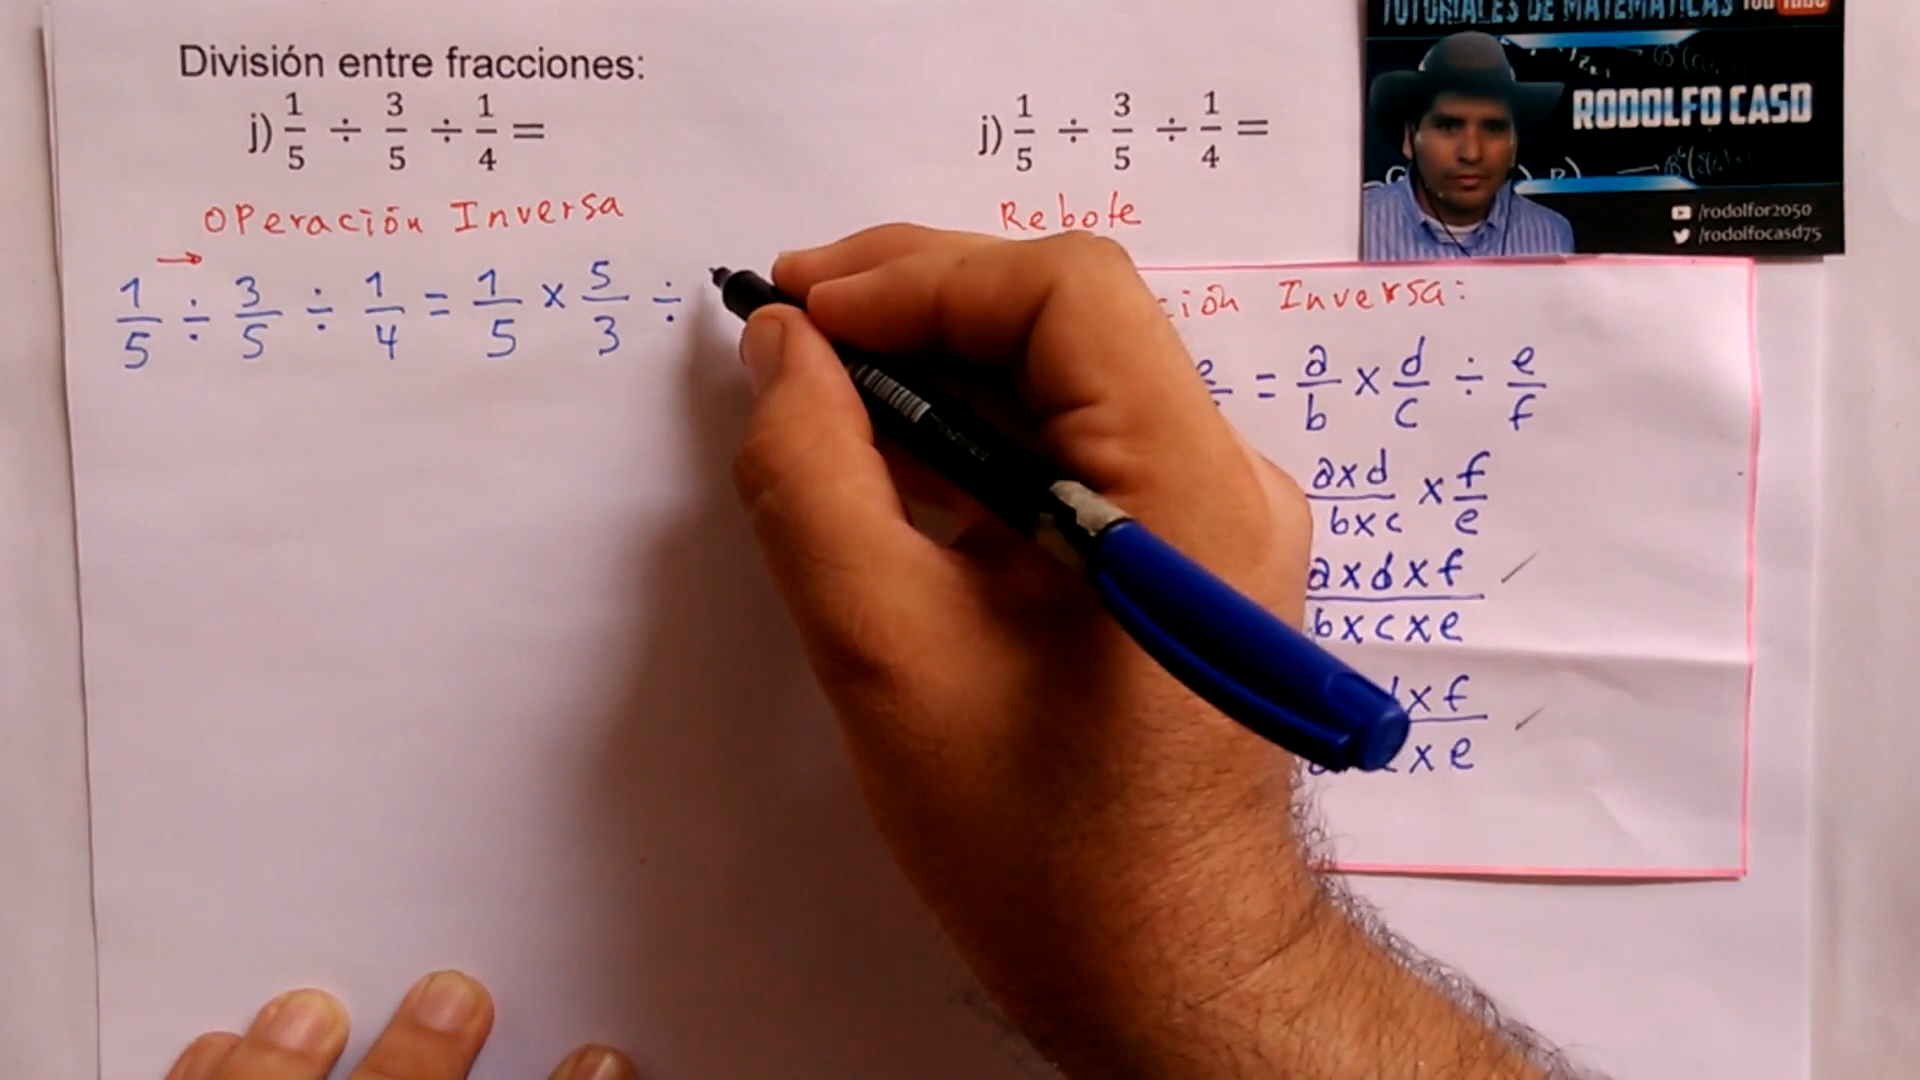 División entre fracciones:
j) 1/5 ÷ 3/5 ÷ 1/4 =
Operación Inversa
1/5 ÷ 3/5 ÷ 1/4 = 1/5 × 5/3 ÷
j) 1/5 ÷ 3/5 ÷ 1/4 =
Rebote
TUTORIALES DE MATEMATICAS YouTube
RODOLFO CASD
/rodolfor2050
/rodolfocasd75
Inversa:
= a/b × d/c ÷ e/f
axd/bxc × f/e
axdxf/bxcxe
xf
xe